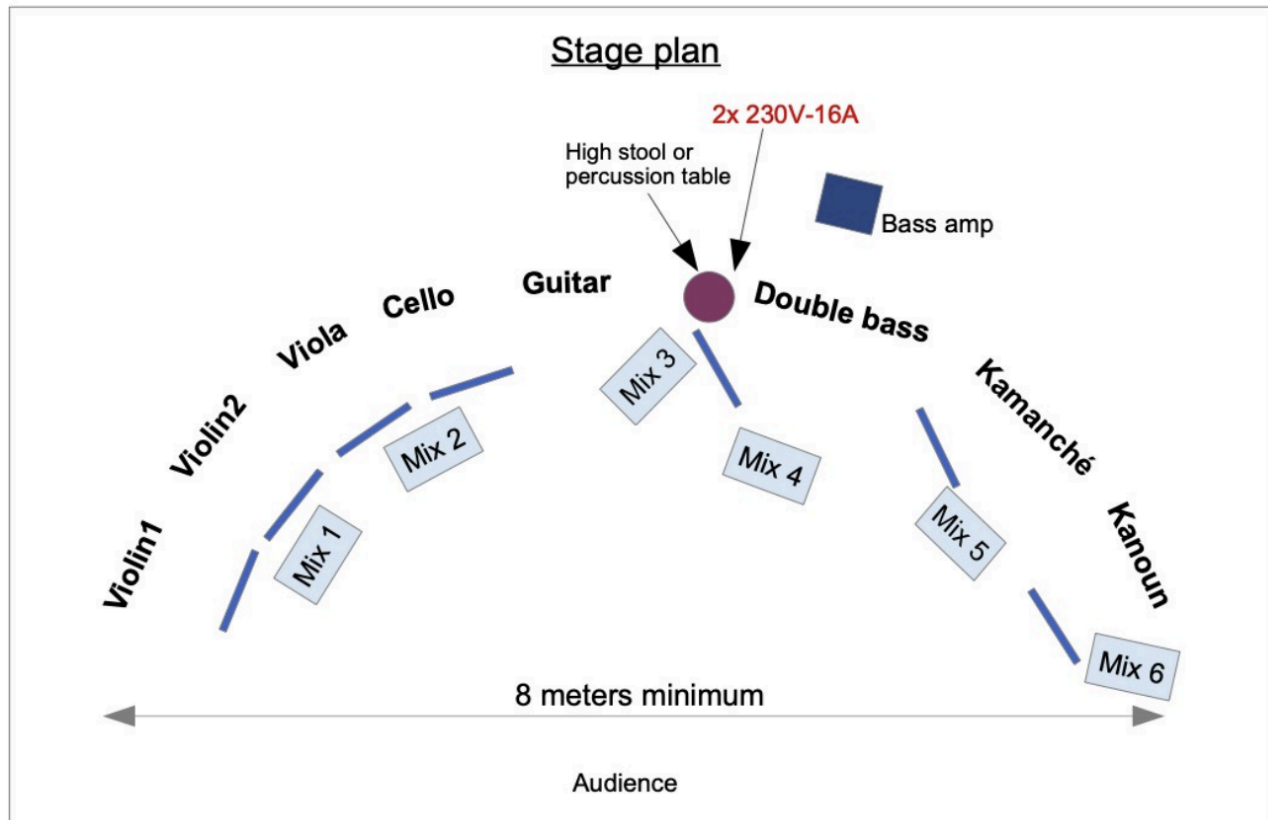 Stage plan
2x 230V-16A
High stool or
percussion table
Bass amp
Guitar
Double bass
Cello
Viola
Violin2
Violin1
Kamanché
Kanoun
Mix 1
Mix 2
Mix 3
Mix 4
Mix 5
Mix 6
8 meters minimum
Audience